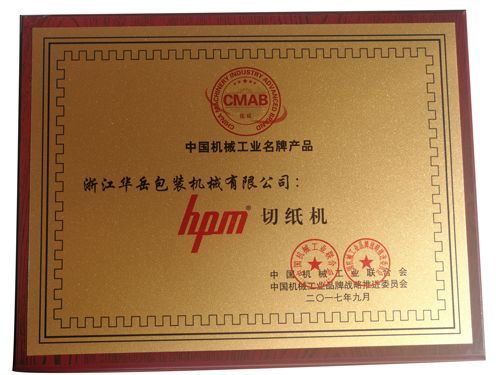 CHINA MACHINERY INDUSTRY ADVANCED BRAND
CMAB
中国机械工业名牌产品
浙江华岳包装机械有限公司：
hpm® 切纸机
中国机械工业联合会
中国机械工业品牌战略推进委员会
二〇一七年九月